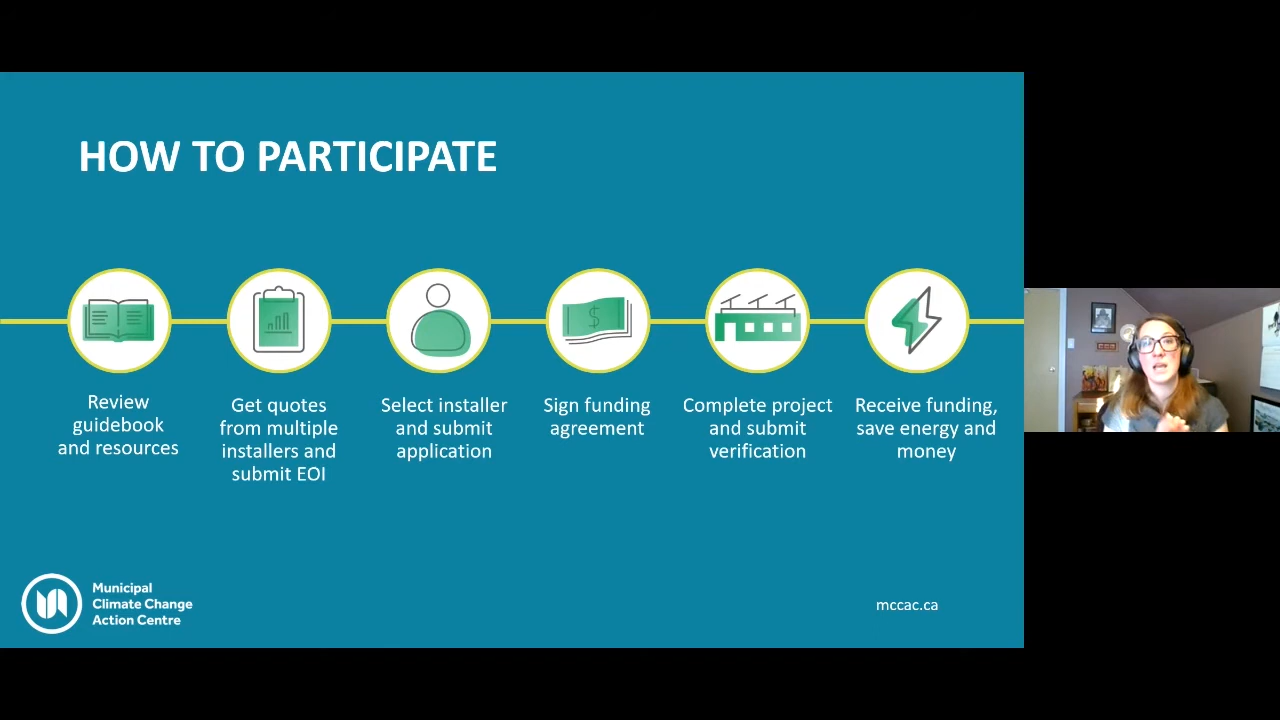 HOW TO PARTICIPATE
Review
guidebook
and resources
Get quotes
from multiple
installers and
submit EOI
Select installer
and submit
application
$
Sign funding
agreement
Complete project
and submit
verification
Receive funding,
save energy and
money
Municipal
Climate Change
Action Centre
mccac.ca